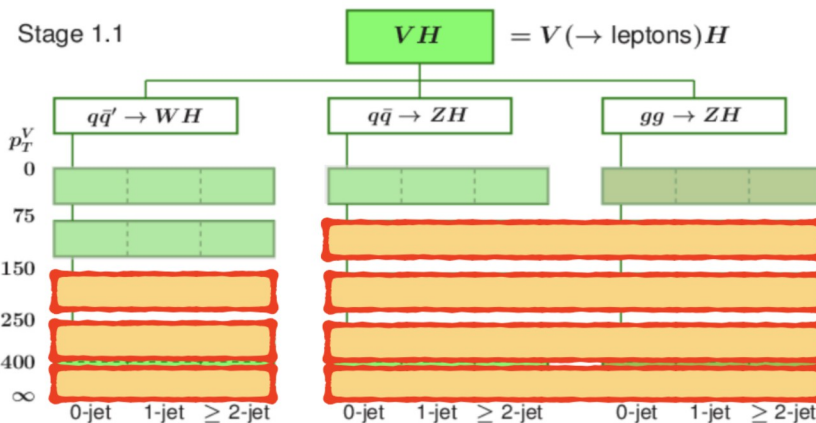 Stage 1.1 VH = V(→ leptons)H
qq̄′ → WH qq̄ → ZH gg → ZH
p_T^V
0
75
150
250
400
∞
0-jet 1-jet ≥ 2-jet 0-jet 1-jet ≥ 2-jet 0-jet 1-jet ≥ 2-jet